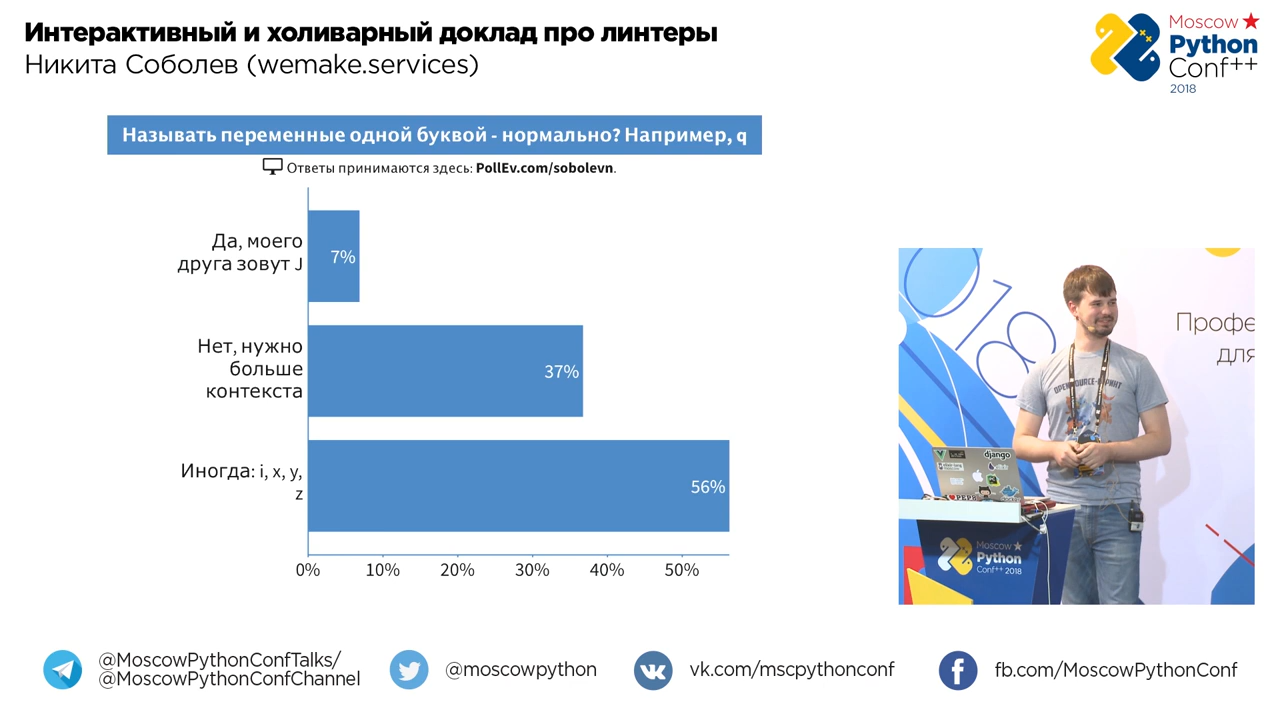 Интерактивный и холиварный доклад про линтеры
Никита Соболев (wemake.services)
Moscow
Python
Conf++
2018
Называть переменные одной буквой - нормально? Например, q
Ответы принимаются здесь: PollEv.com/sobolevn.
Да, моего
друга зовут J
7%
Нет, нужно
больше
контекста
37%
Иногда: i, x, y,
z
56%
0%
10%
20%
30%
40%
50%
018
Профе
для
django
Moscow
Python
Conf++ 2018
@MoscowPythonConfTalks/
@MoscowPythonConfChannel
@moscowpython
vk.com/mscpythonconf
fb.com/MoscowPythonConf